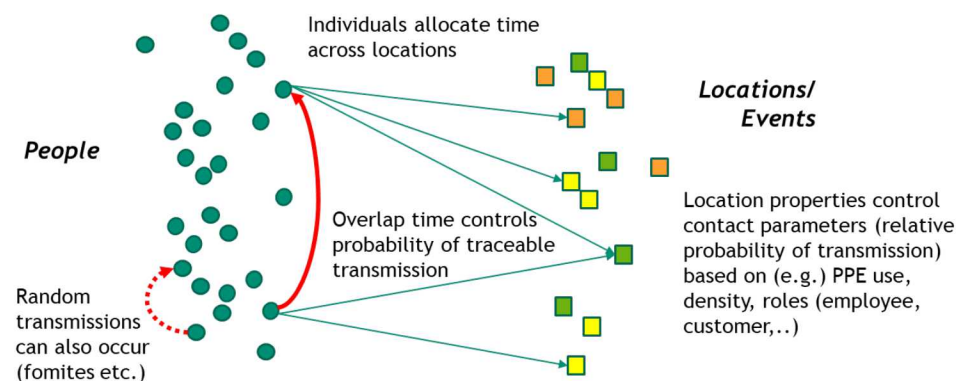 Individuals allocate time
across locations
Locations/
Events
People
Location properties control
contact parameters (relative
probability of transmission)
based on (e.g.) PPE use,
density, roles (employee,
customer,..)
Overlap time controls
probability of traceable
transmission
Random
transmissions
can also occur
(fomites etc.)